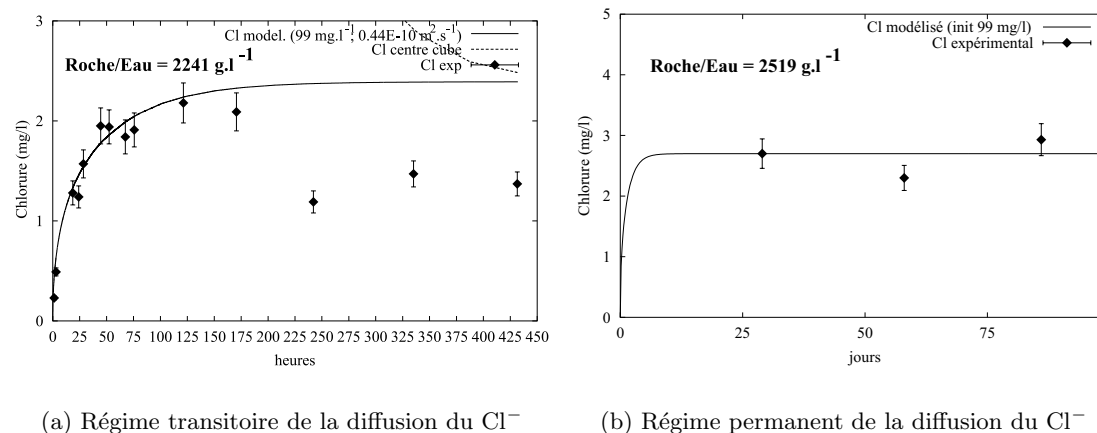 Cl model. (99 mg.l-1, 0.44E-10 m2.s-1)
Cl centre cube
Cl exp
Roche/Eau = 2241 g.l-1
Chlorure (mg/l)
3
2
1
0
0 25 50 75 100 125 150 175 200 225 250 275 300 325 350 375 400 425 450
heures
(a) Régime transitoire de la diffusion du Cl−
Cl modélisé (init 99 mg/l)
Cl expérimental
Roche/Eau = 2519 g.l-1
Chlorure (mg/l)
5
4
3
2
1
0
0 25 50 75
jours
(b) Régime permanent de la diffusion du Cl−